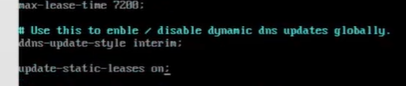 max-lease-time 7200;
# Use this to enble / disable dynamic dns updates globally.
ddns-update-style interim;
update-static-leases on;